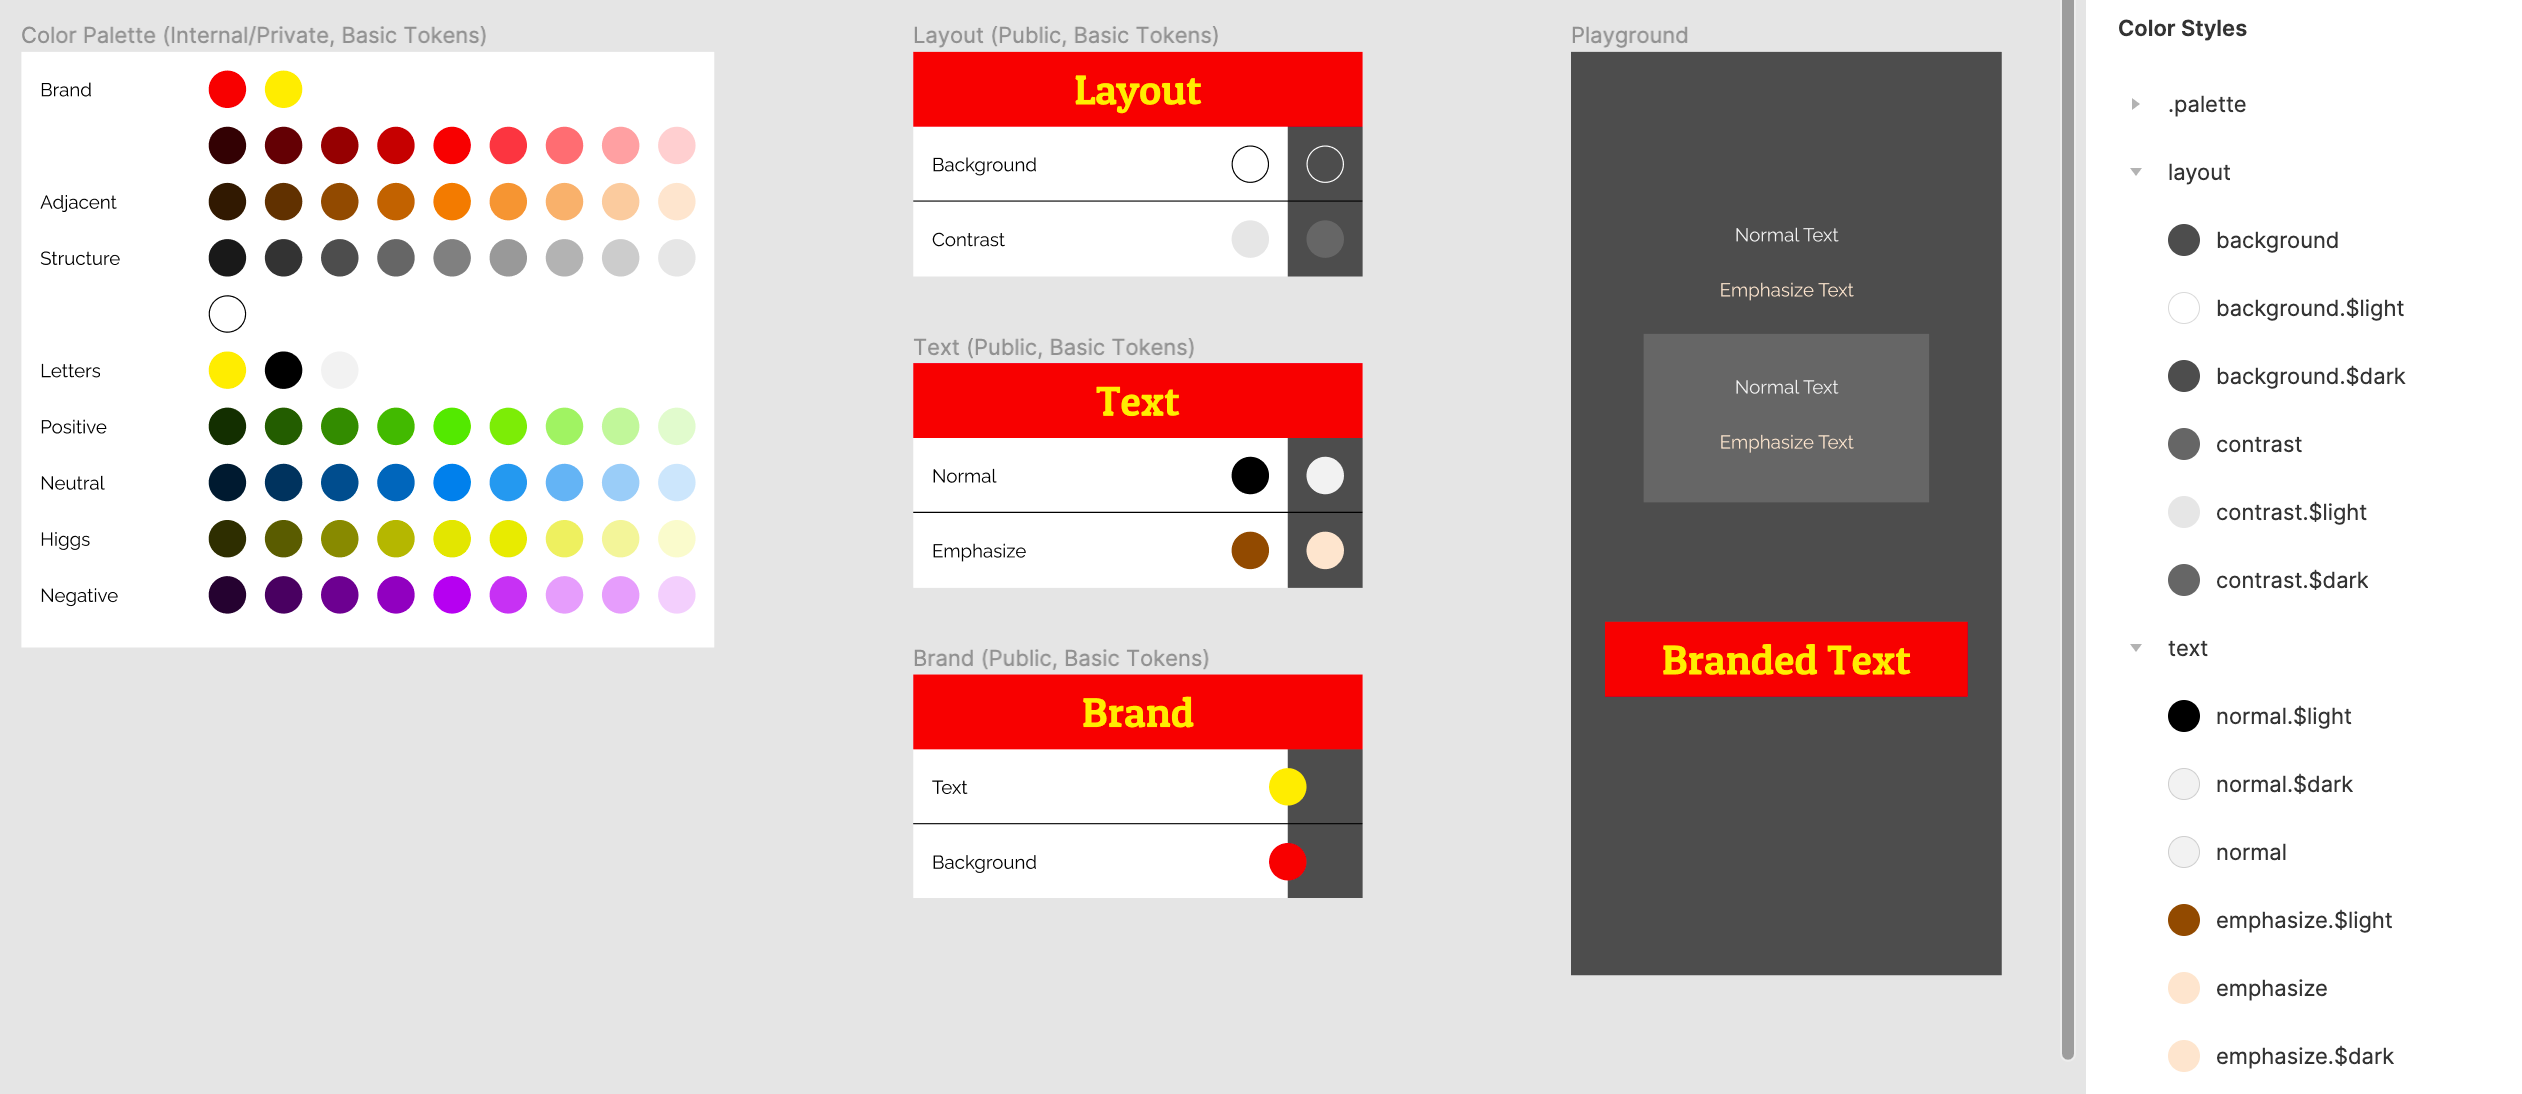 Color Palette (Internal/Private, Basic Tokens)
Brand
Adjacent
Structure
Letters
Positive
Neutral
Higgs
Negative
Layout (Public, Basic Tokens)
Layout
Background
Contrast
Text (Public, Basic Tokens)
Text
Normal
Emphasize
Brand (Public, Basic Tokens)
Brand
Text
Background
Playground
Normal Text
Emphasize Text
Normal Text
Emphasize Text
Branded Text
Color Styles
.palette
layout
background
background.$light
background.$dark
contrast
contrast.$light
contrast.$dark
text
normal.$light
normal.$dark
normal
emphasize.$light
emphasize
emphasize.$dark